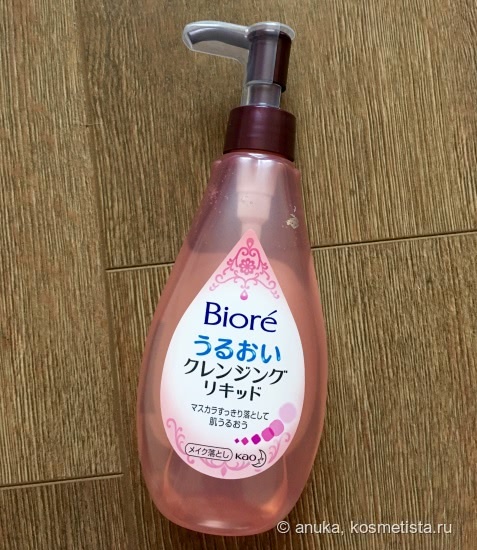 Bioré
うるおい
クレンジング
リキッド
マスカラすっきり落として
肌うるおう
メイク落とし Kao
© anuka, kosmetista.ru